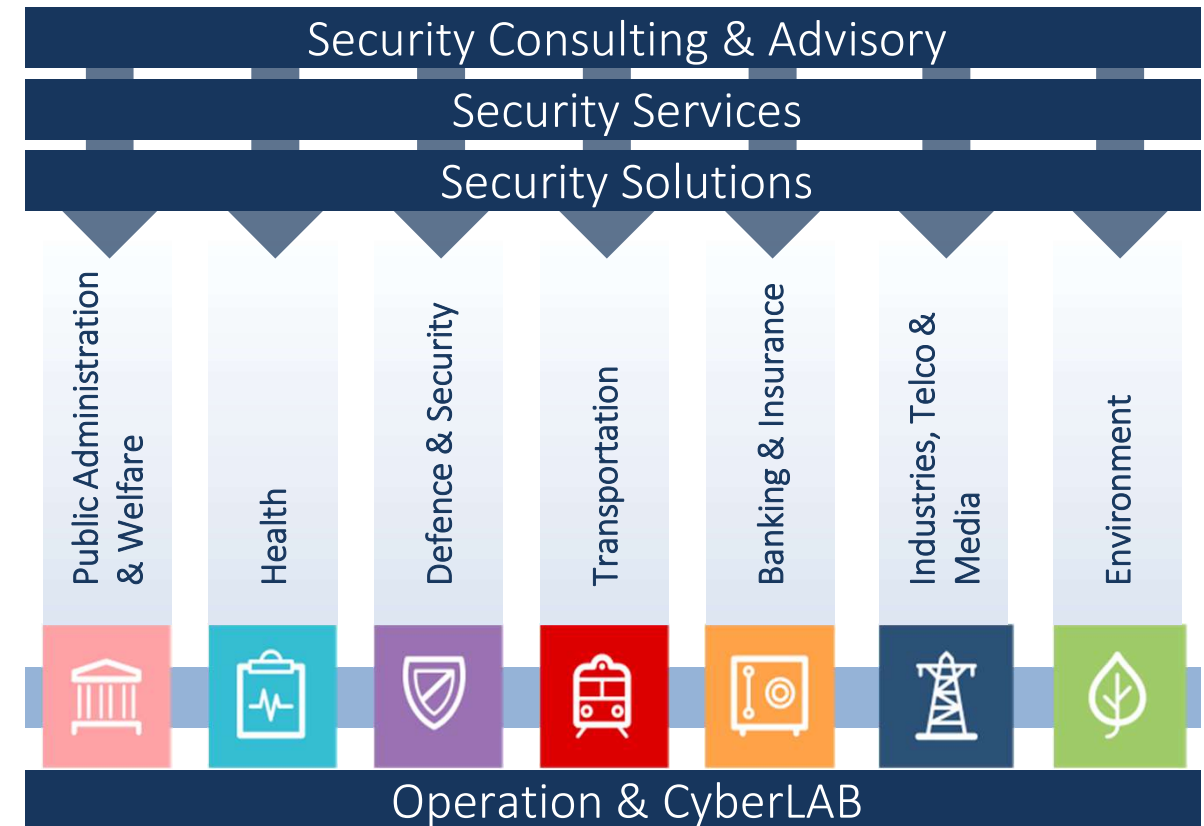 Security Consulting & Advisory
Security Services
Security Solutions
Public Administration
& Welfare
Health
Defence & Security
Transportation
Banking & Insurance
Industries, Telco &
Media
Environment
Operation & CyberLAB